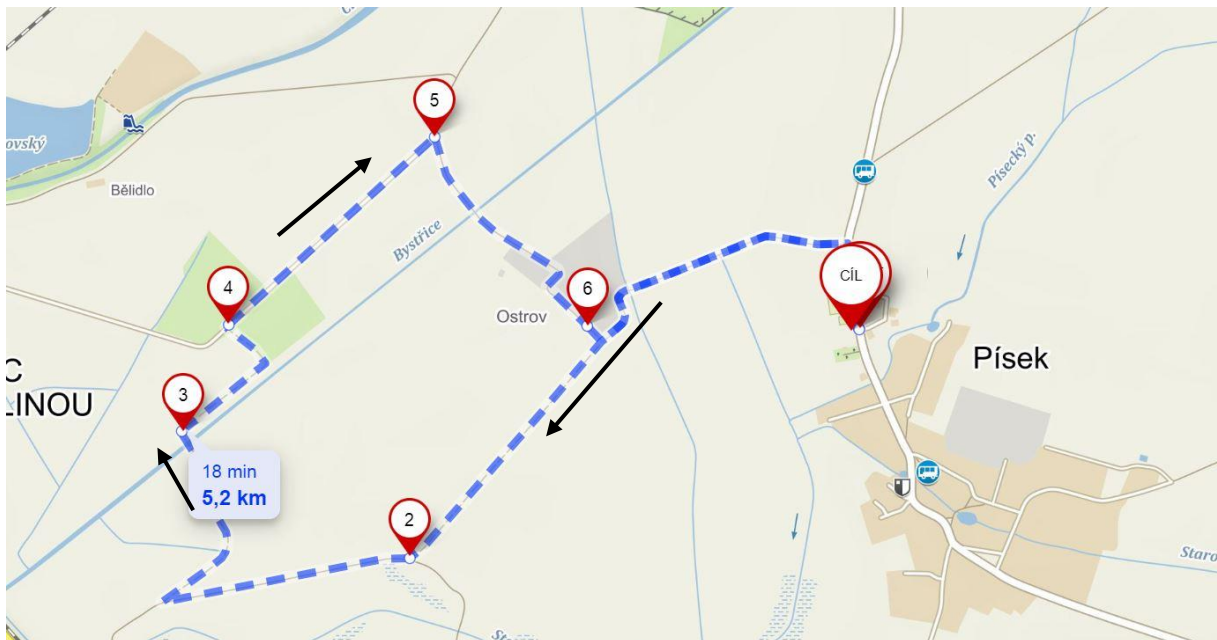 ovský
Bělidlo
5
Bystřice
Písecký p.
4
6
CÍL
Ostrov
C
LINOU
3
Písek
18 min
5,2 km
2
Staro